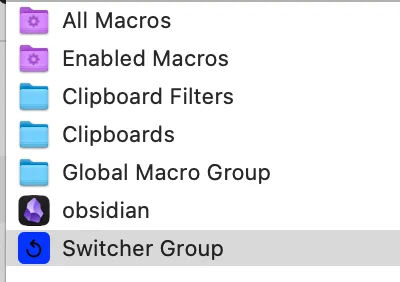 All Macros
Enabled Macros
Clipboard Filters
Clipboards
Global Macro Group
obsidian
Switcher Group